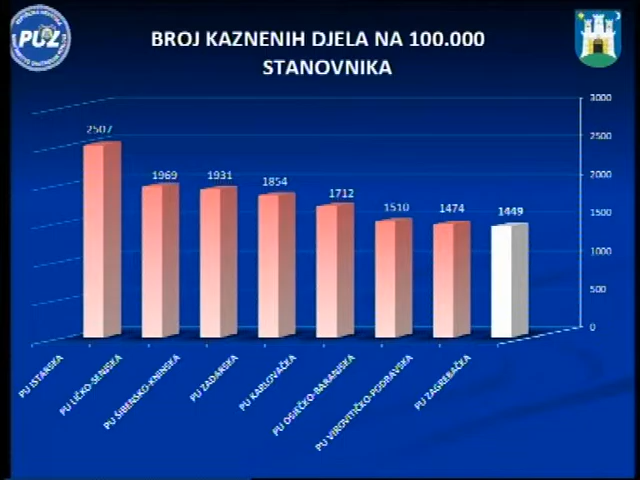 PUZ
BROJ KAZNENIH DJELA NA 100.000
STANOVNIKA
3000
2500
2000
1500
1000
500
0
2507
1969
1931
1854
1712
1510
1474
1449
PU ISTARSKA
PU LIČKO-SENJSKA
PU ŠIBENSKO-KNINSKA
PU ZADARSKA
PU KARLOVAČKA
PU OSJEČKO-BARANJSKA
PU VIROVITIČKO-PODRAVSKA
PU ZAGREBAČKA